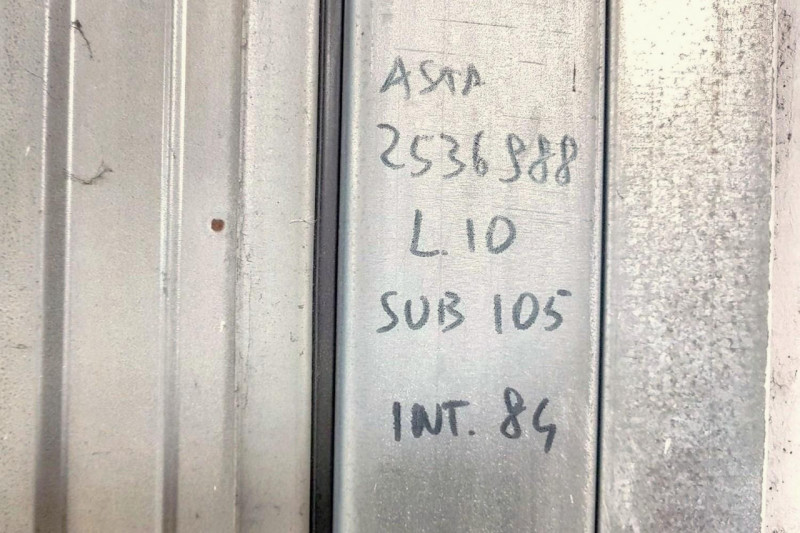 ASTA
2536988
L.10
SUB 105
INT. 84